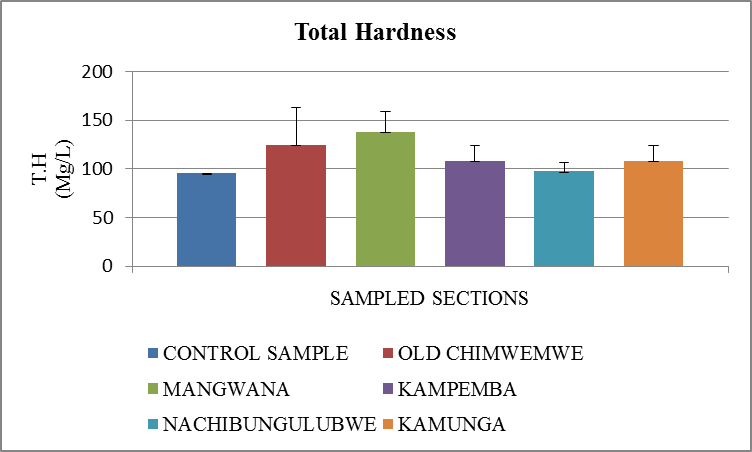 Total Hardness
200
150
100
50
0
T.H
(Mg/L)
SAMPLED SECTIONS
CONTROL SAMPLE OLD CHIMWEMWE
MANGWANA KAMPEMBA
NACHIBUNGULUBWE KAMUNGA